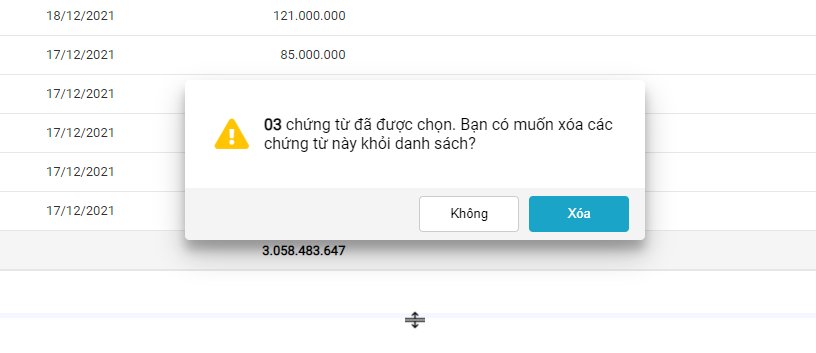 18/12/2021 121.000.000
17/12/2021 85.000.000
17/12/2021
17/12/2021
17/12/2021
17/12/2021
03 chứng từ đã được chọn. Bạn có muốn xóa các
chứng từ này khỏi danh sách?
Không Xóa
3.058.483.647